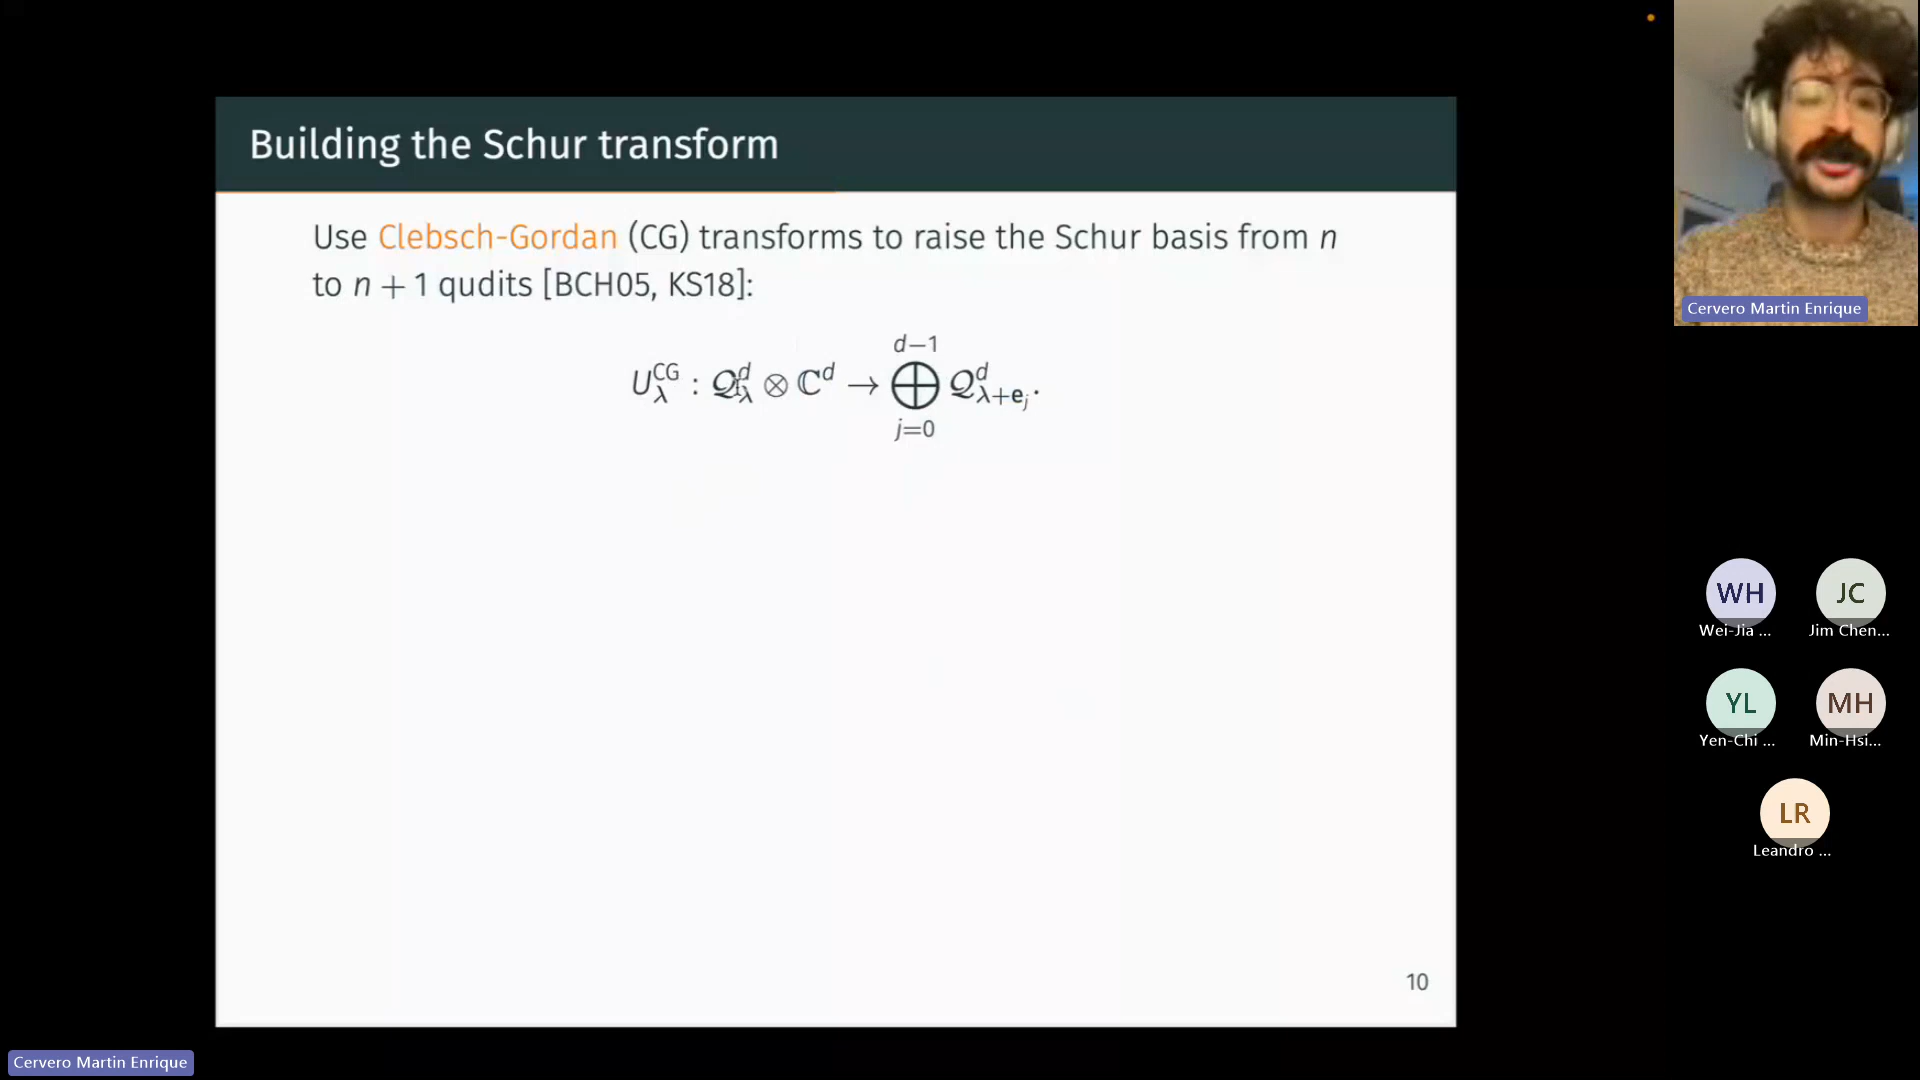 Building the Schur transform
Use Clebsch-Gordan (CG) transforms to raise the Schur basis from n
to n + 1 qudits [BCH05, KS18]:
U_λ^CG : Q_λ^d ⊗ ℂ^d → ⊕_{j=0}^{d−1} Q_{λ+e_j}^d.
10
Cervero Martin Enrique
WH
Wei-Jia ...
JC
Jim Chen...
YL
Yen-Chi ...
MH
Min-Hsi...
LR
Leandro ...
Cervero Martin Enrique